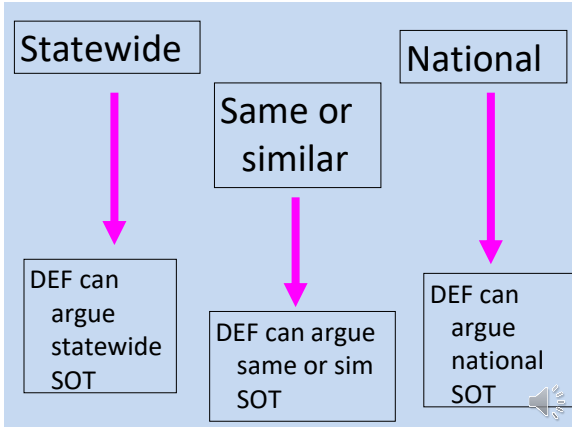 Statewide
Same or
similar
National
DEF can
argue
statewide
SOT
DEF can argue
same or sim
SOT
DEF can
argue
national
SOT